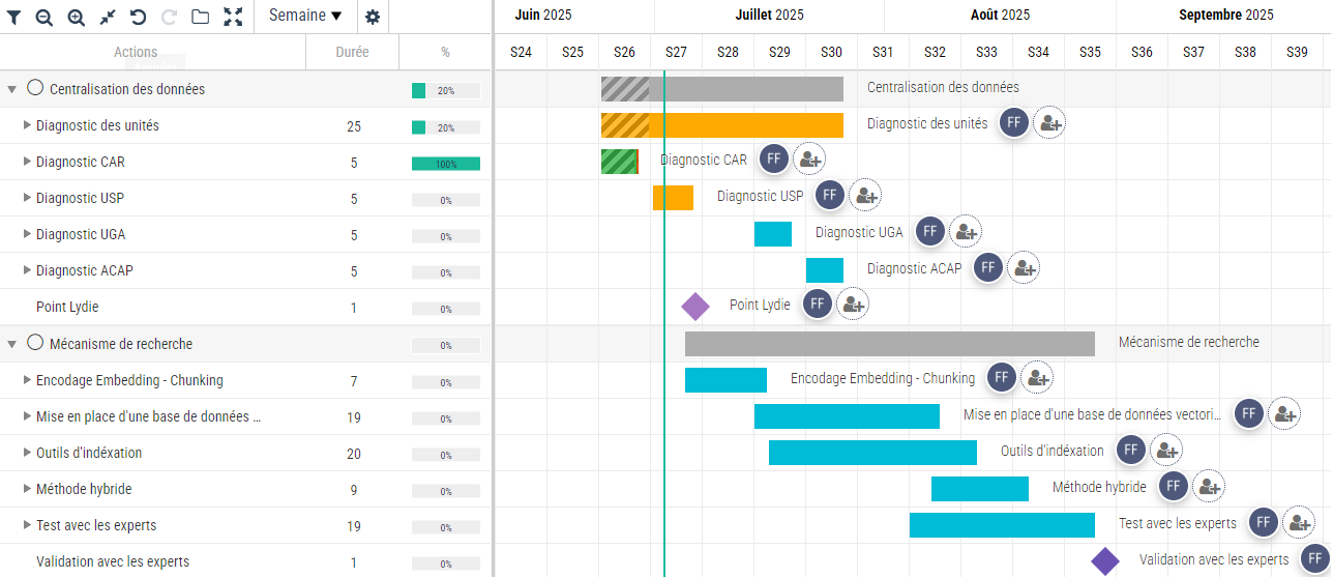 Semaine ▼
Juin 2025 Juillet 2025 Août 2025 Septembre 2025
Actions Durée %
S24 S25 S26 S27 S28 S29 S30 S31 S32 S33 S34 S35 S36 S37 S38 S39
Centralisation des données 20% Centralisation des données
Diagnostic des unités 25 20% Diagnostic des unités FF
Diagnostic CAR 5 100% Diagnostic CAR FF
Diagnostic USP 5 0% Diagnostic USP FF
Diagnostic UGA 5 0% Diagnostic UGA FF
Diagnostic ACAP 5 0% Diagnostic ACAP FF
Point Lydie 1 0% Point Lydie FF
Mécanisme de recherche 0% Mécanisme de recherche
Encodage Embedding - Chunking 7 0% Encodage Embedding - Chunking FF
Mise en place d'une base de données ... 19 0% Mise en place d'une base de données vectori... FF
Outils d'indéxation 20 0% Outils d'indéxation FF
Méthode hybride 9 0% Méthode hybride FF
Test avec les experts 19 0% Test avec les experts FF
Validation avec les experts 1 0% Validation avec les experts FF